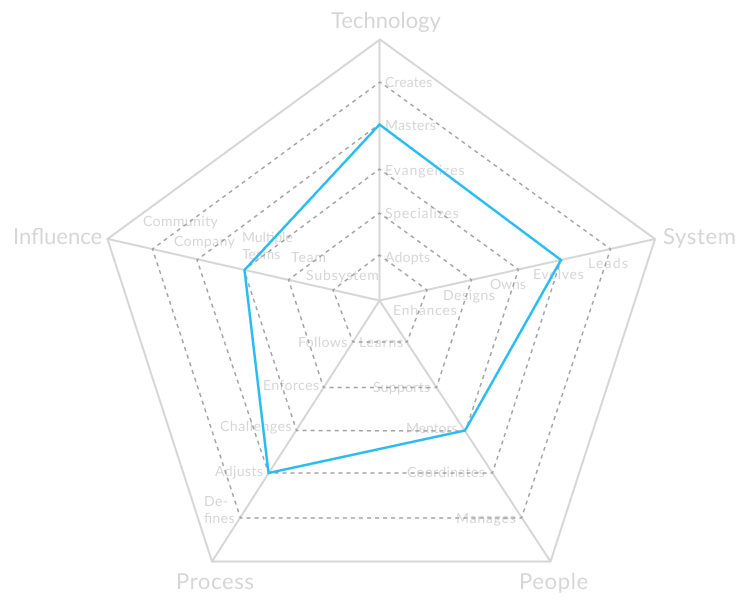 Technology
Creates
Masters
Evangelizes
Specializes
Adopts
Influence
Community
Company
Multiple
Teams
Team
Subsystem
System
Leads
Evolves
Owns
Designs
Enhances
Follows
Learns
Enforces
Supports
Challenges
Mentors
Adjusts
Coordinates
De-
fines
Manages
Process
People